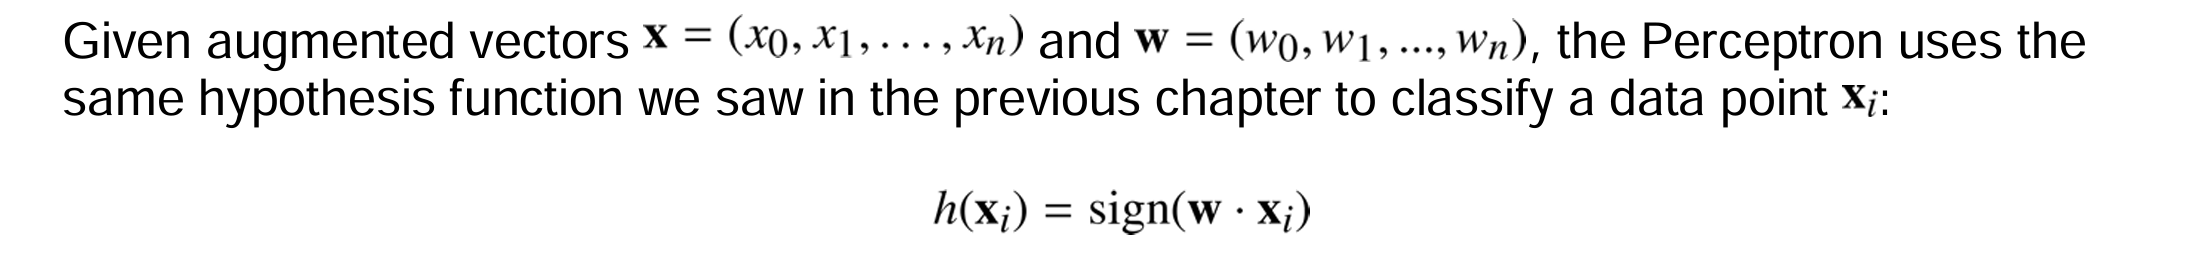 Given augmented vectors x = (x₀, x₁, . . . , xₙ) and w = (w₀, w₁, ..., wₙ), the Perceptron uses the
same hypothesis function we saw in the previous chapter to classify a data point xᵢ:
h(xᵢ) = sign(w · xᵢ)